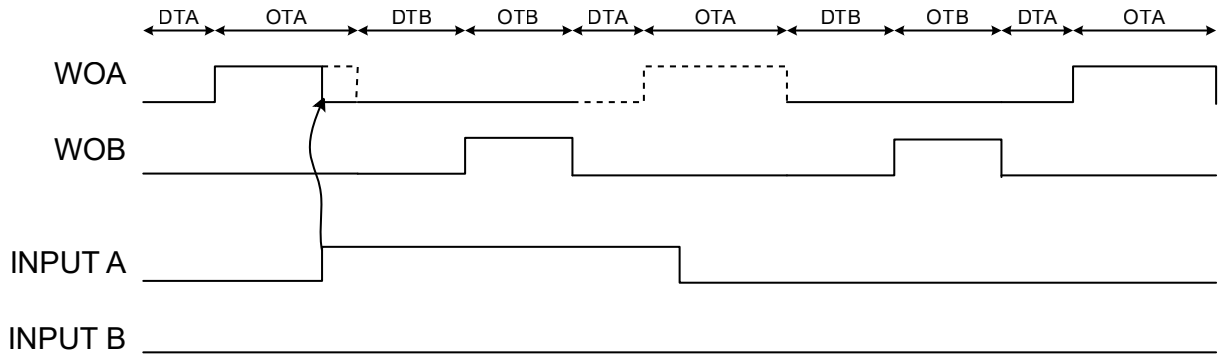 DTA OTA DTB OTB DTA OTA DTB OTB DTA OTA
WOA
WOB
INPUT A
INPUT B